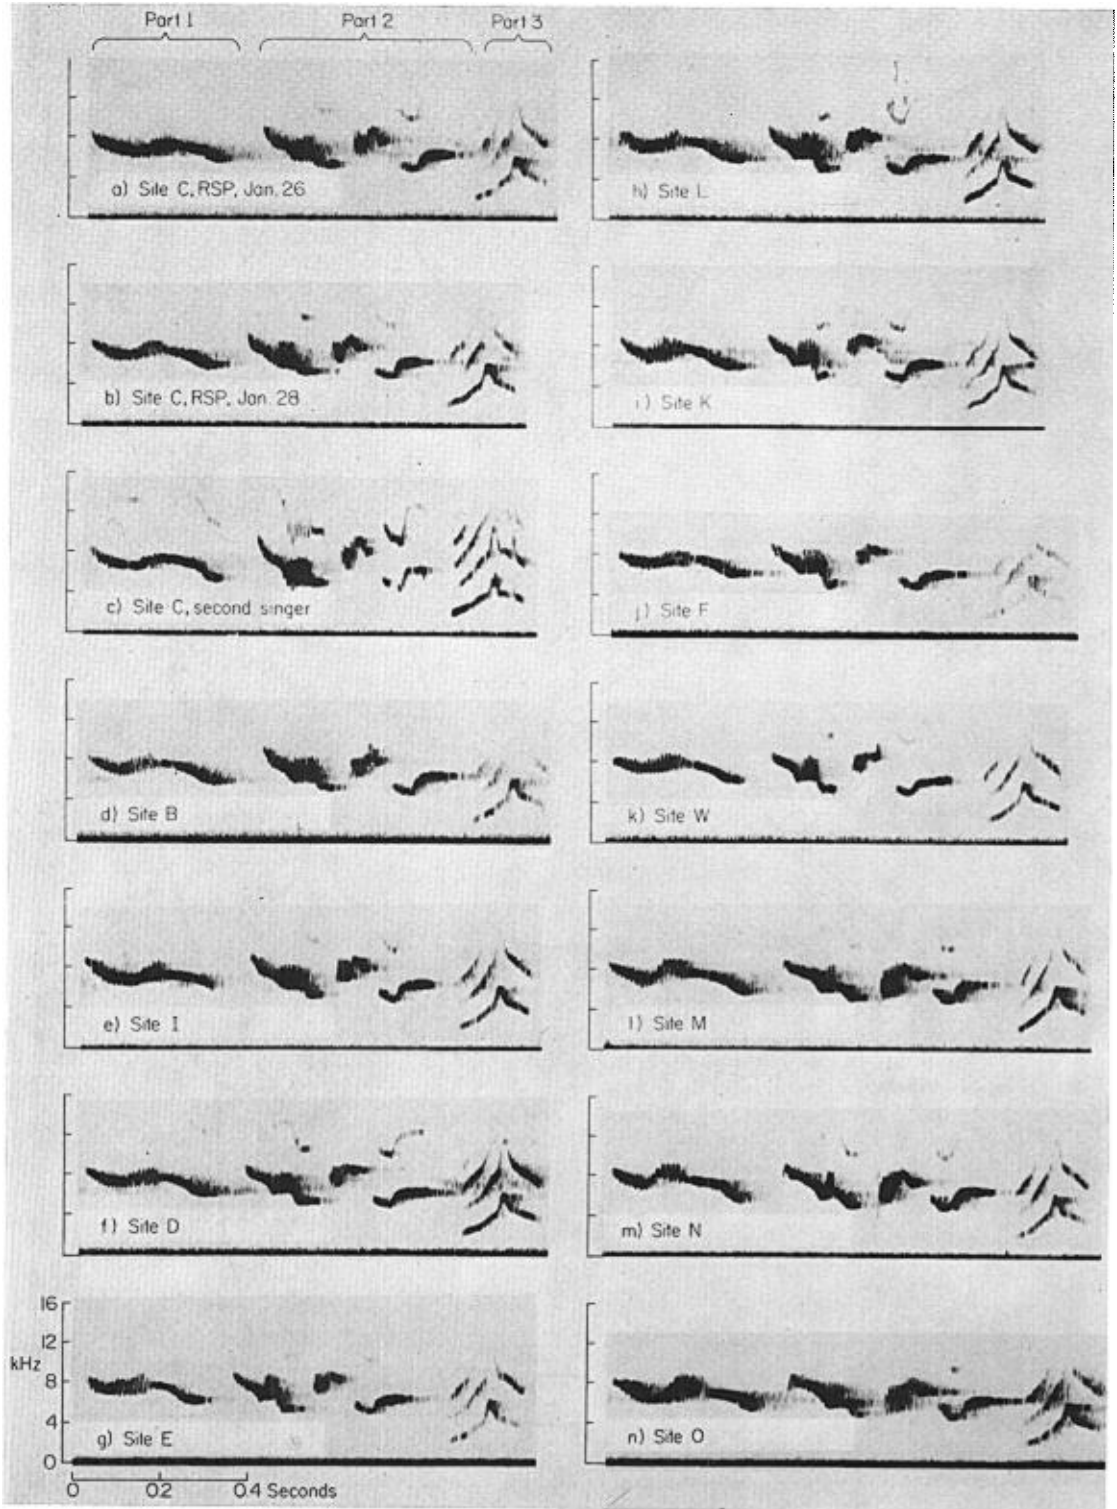 Part 1 Part 2 Part 3
a) Site C, RSP, Jan. 26
h) Site L
b) Site C, RSP, Jan. 28
i) Site K
c) Site C, second singer
j) Site F
d) Site B
k) Site W
e) Site I
l) Site M
f) Site D
m) Site N
16
12
kHz
8
4
0
g) Site E
n) Site O
0 0.2 0.4 Seconds